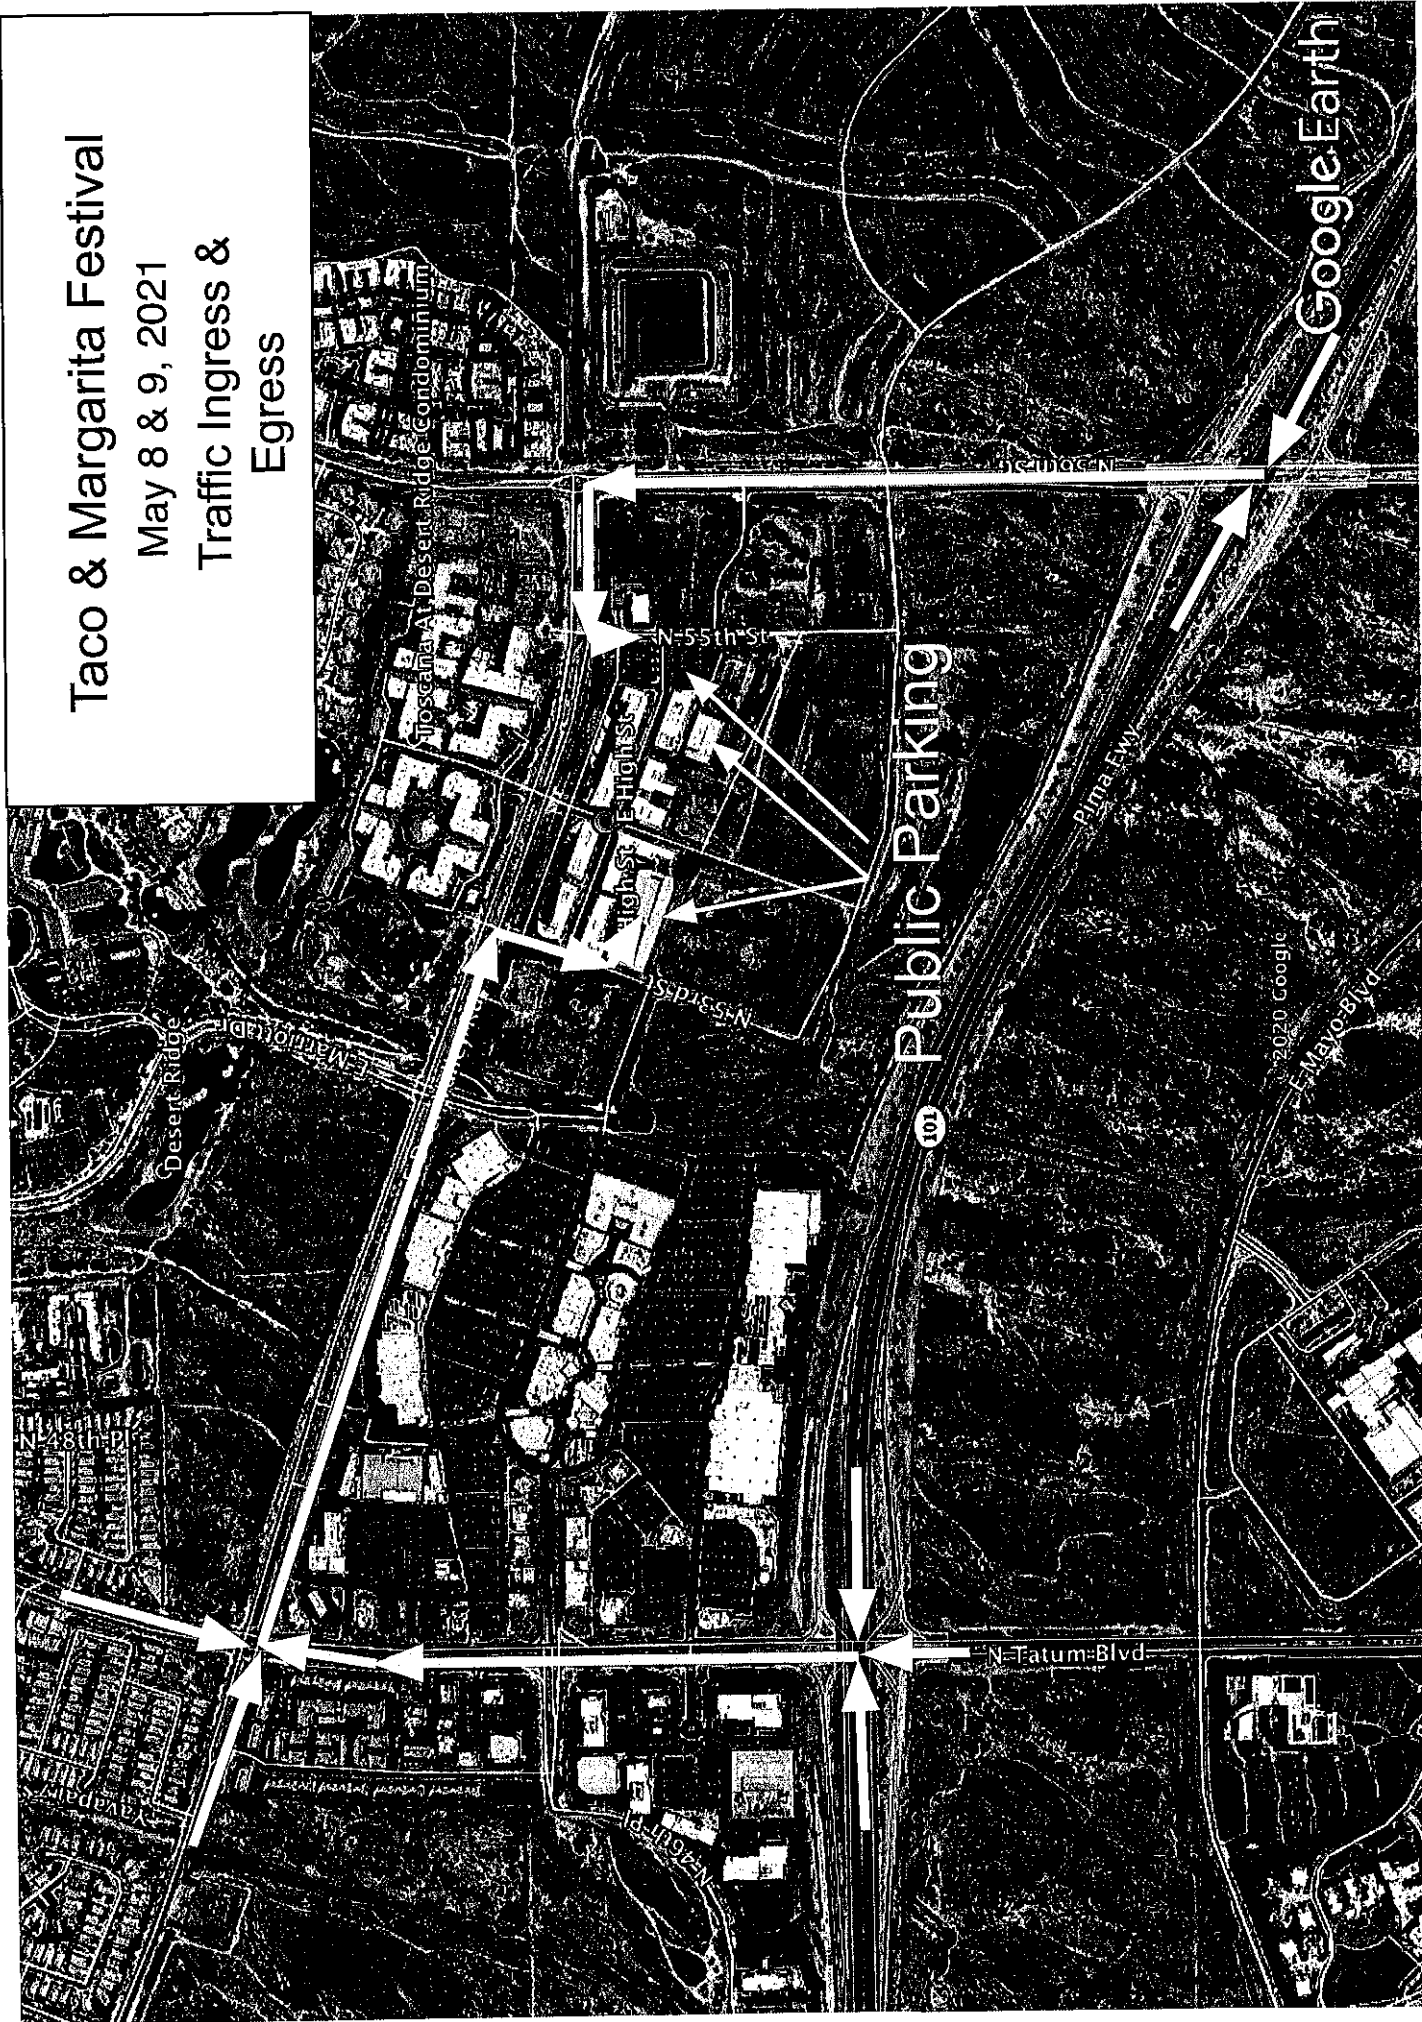 Taco & Margarita Festival
May 8 & 9, 2021
Traffic Ingress &
Egress
Toscana At Desert Ridge Condominium
Desert Ridge
E Marriott Dr
N 48th Pl
N 55th St
E High St
High St
N 53rd S
N 56th St
Public Parking
Pima Fwy
101
2020 Google
E Mayo Blvd
N Tatum Blvd
N 46th Pl
Google Earth